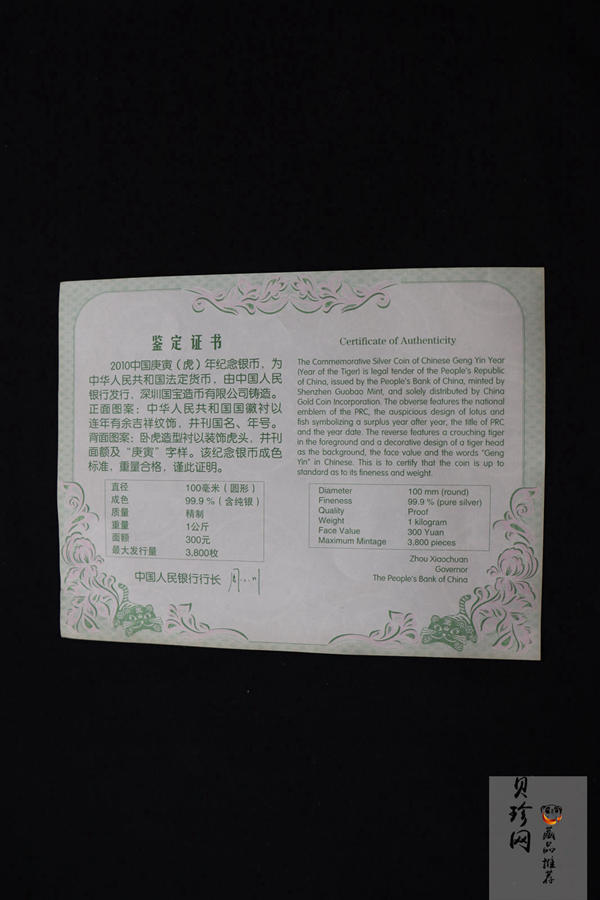 鉴定证书
2010中国庚寅（虎）年纪念银币，为
中华人民共和国法定货币，由中国人民
银行发行，深圳国宝造币有限公司铸造。
正面图案：中华人民共和国国徽衬以
连年有余吉祥纹饰，并刊国名、年号。
背面图案：卧虎造型衬以装饰虎头，并刊
面额及“庚寅”字样。该纪念银币成色
标准，重量合格，谨此证明。
直径 100毫米（圆形）
成色 99.9％（含纯银）
质量 精制
重量 1公斤
面额 300元
最大发行量 3,800枚
中国人民银行行长
Certificate of Authenticity
The Commemorative Silver Coin of Chinese Geng Yin Year
(Year of the Tiger) is legal tender of the People's Republic
of China, issued by the People's Bank of China, minted by
Shenzhen Guobao Mint, and solely distributed by China
Gold Coin Incorporation. The obverse features the national
emblem of the PRC, the auspicious design of lotus and
fish symbolizing a surplus year after year, the title of PRC
and the year date. The reverse features a crouching tiger
in the foreground and a decorative design of a tiger head
as the background, the face value and the words "Geng
Yin" in Chinese. This is to certify that the coin is up to
standard as to its fineness and weight.
Diameter 100 mm (round)
Fineness 99.9 % (pure silver)
Quality Proof
Weight 1 kilogram
Face Value 300 Yuan
Maximum Mintage 3,800 pieces
Zhou Xiaochuan
Governor
The People's Bank of China
贝珍网
藏品推荐